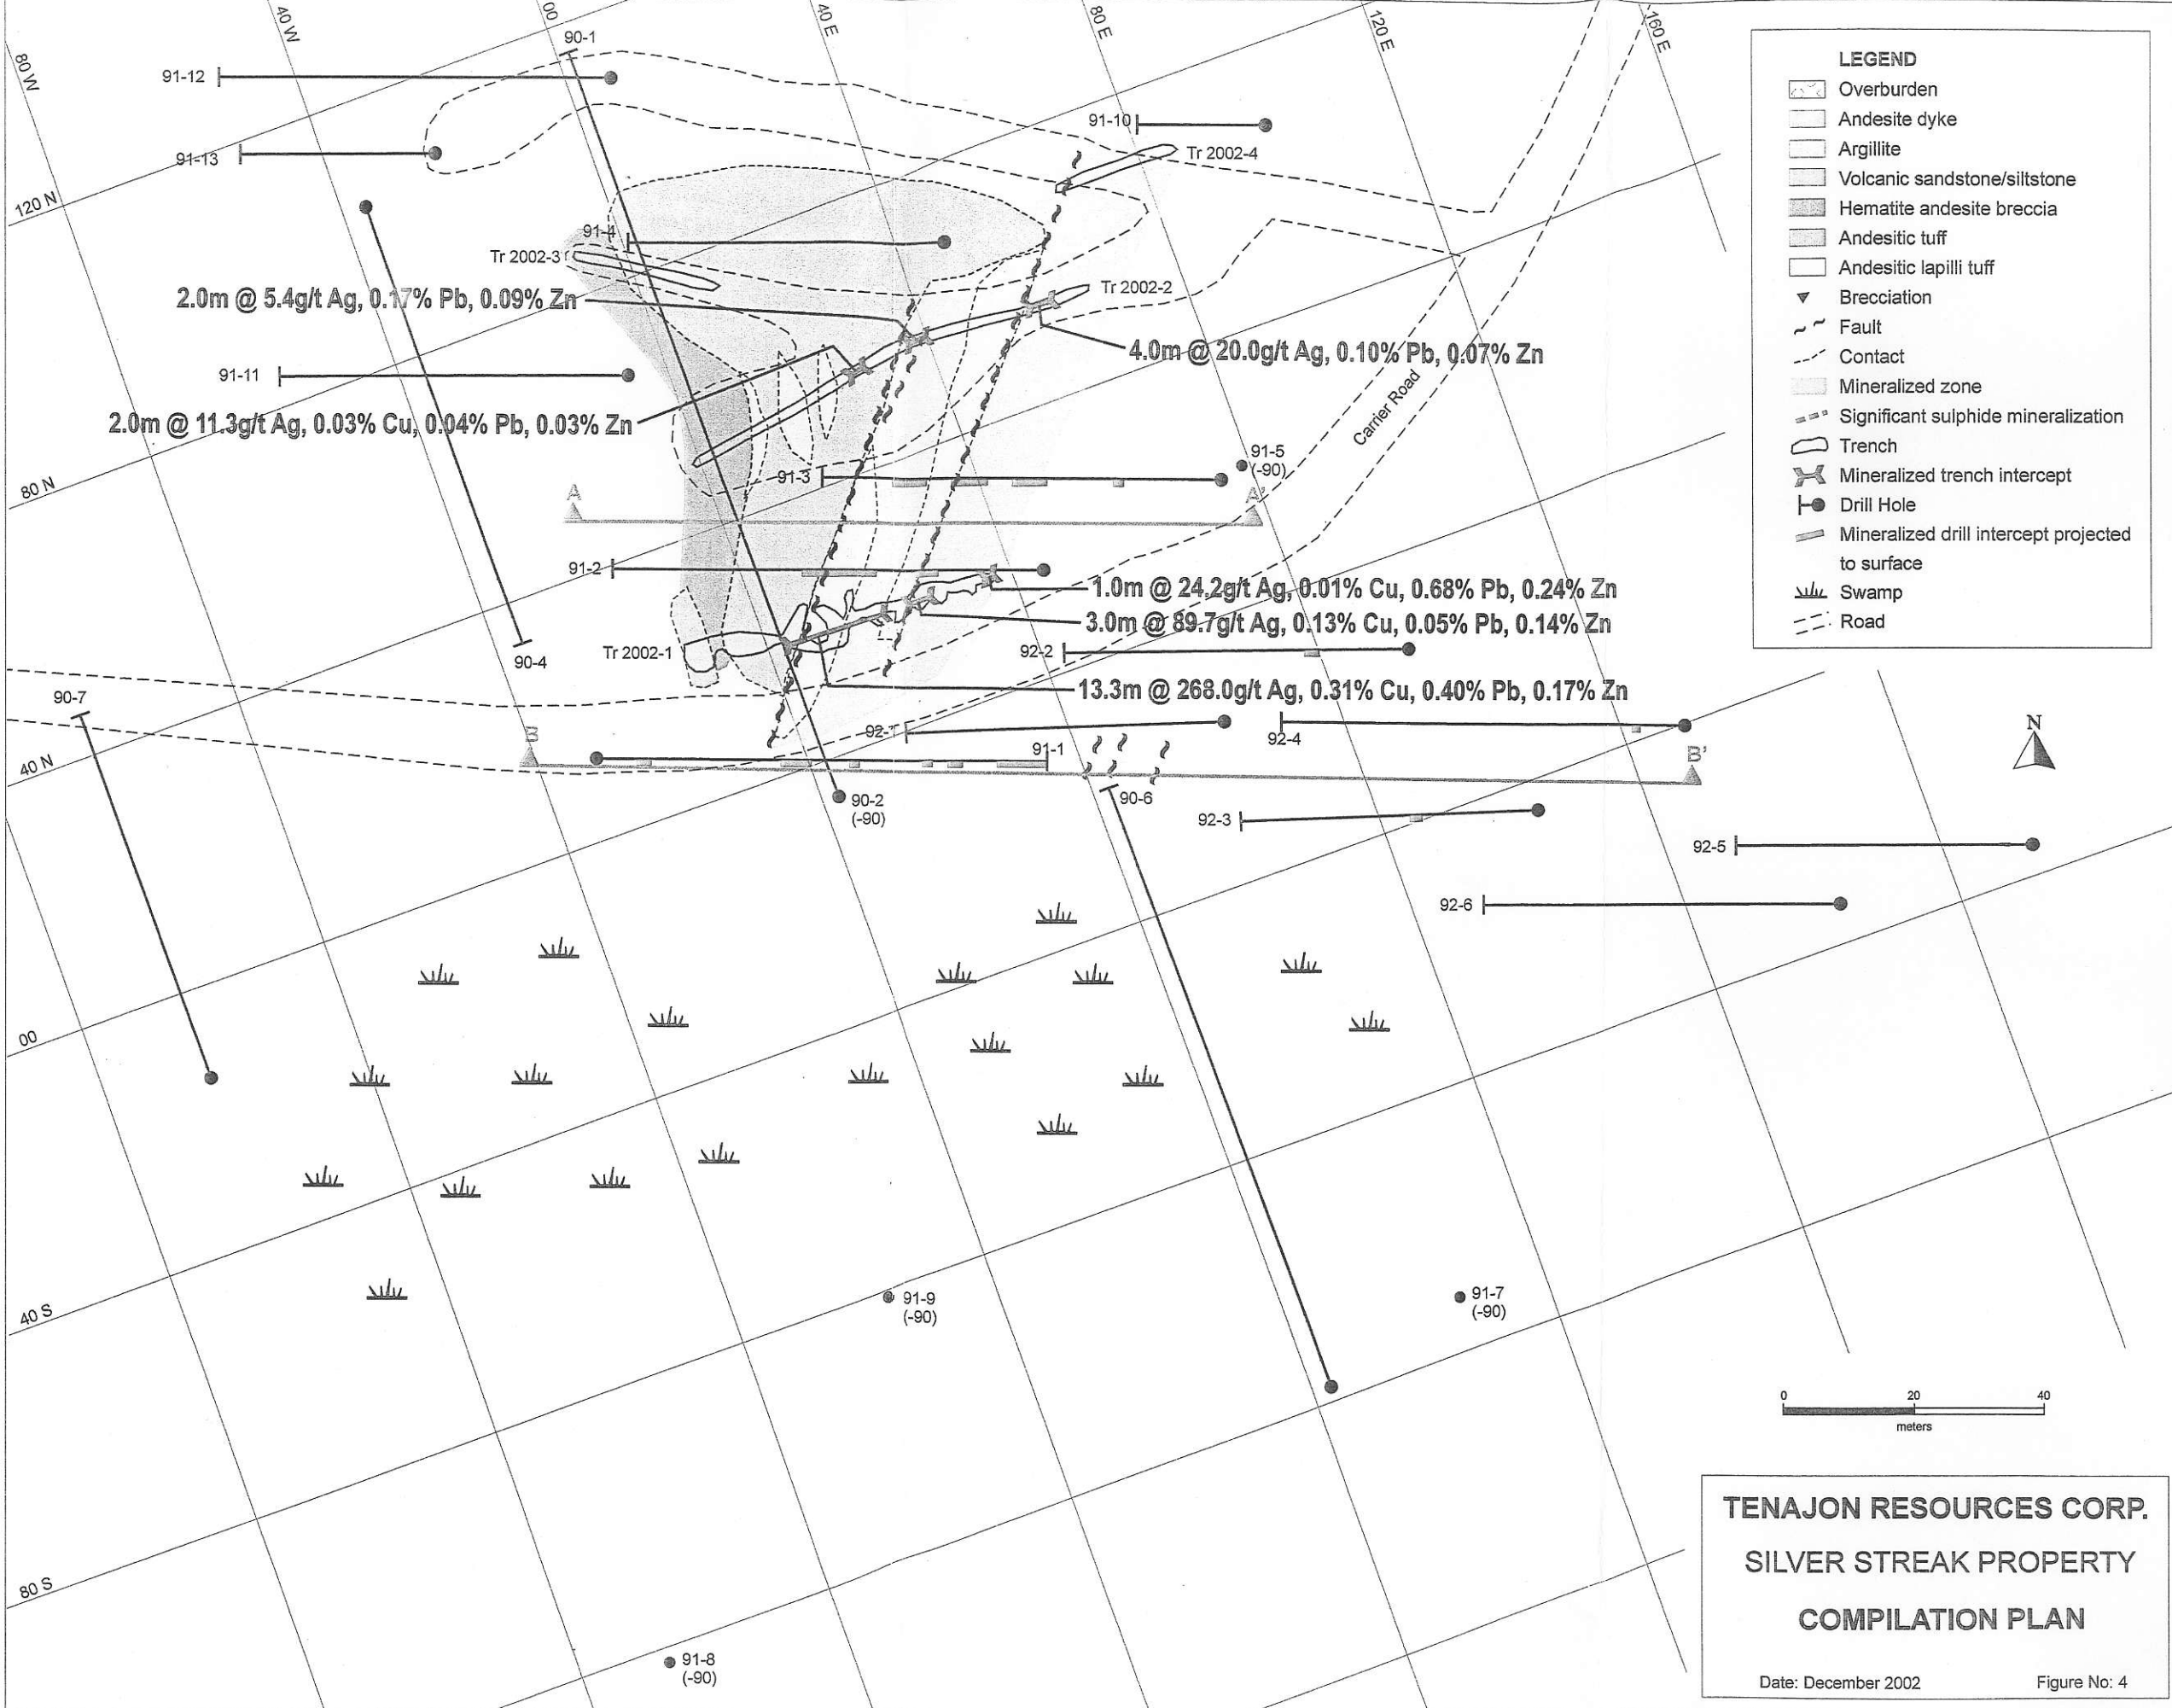 80 W
40 W
00
40 E
80 E
120 E
160 E
90-1
91-12
91-10
91-13
Tr 2002-4
120 N
91-4
Tr 2002-3
Tr 2002-2
2.0m @ 5.4g/t Ag, 0.17% Pb, 0.09% Zn
4.0m @ 20.0g/t Ag, 0.10% Pb, 0.07% Zn
91-11
Carrier Road
2.0m @ 11.3g/t Ag, 0.03% Cu, 0.04% Pb, 0.03% Zn
91-5
(-90)
91-3
80 N
A
A'
91-2
1.0m @ 24.2g/t Ag, 0.01% Cu, 0.68% Pb, 0.24% Zn
3.0m @ 89.7g/t Ag, 0.13% Cu, 0.05% Pb, 0.14% Zn
Tr 2002-1
92-2
90-4
13.3m @ 268.0g/t Ag, 0.31% Cu, 0.40% Pb, 0.17% Zn
90-7
92-1
92-4
B
91-1
B'
40 N
90-2
(-90)
90-6
92-3
92-5
92-6
00
91-9
(-90)
91-7
(-90)
40 S
80 S
91-8
(-90)
LEGEND
Overburden
Andesite dyke
Argillite
Volcanic sandstone/siltstone
Hematite andesite breccia
Andesitic tuff
Andesitic lapilli tuff
Brecciation
Fault
Contact
Mineralized zone
Significant sulphide mineralization
Trench
Mineralized trench intercept
Drill Hole
Mineralized drill intercept projected
to surface
Swamp
Road
N
0 20 40
meters
TENAJON RESOURCES CORP.
SILVER STREAK PROPERTY
COMPILATION PLAN
Date: December 2002 Figure No: 4